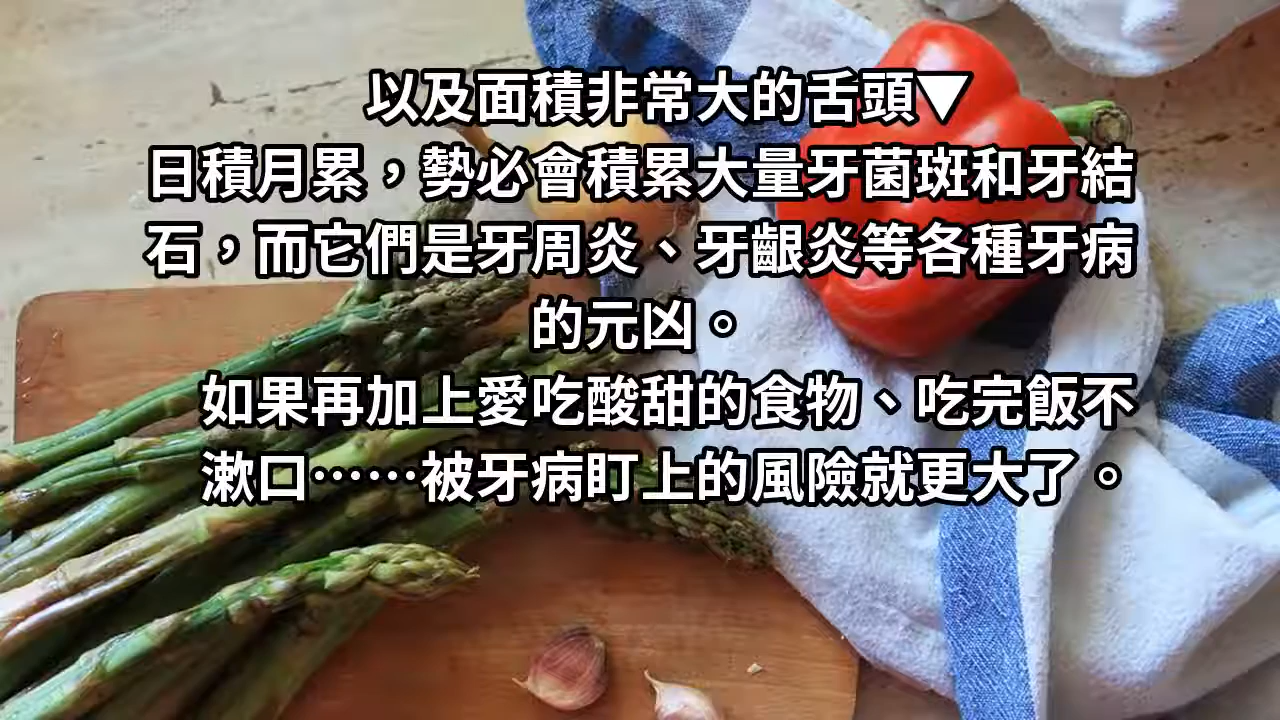 以及面積非常大的舌頭▼
日積月累，勢必會積累大量牙菌斑和牙結
石，而它們是牙周炎、牙齦炎等各種牙病
的元凶。
如果再加上愛吃酸甜的食物、吃完飯不
漱口……被牙病盯上的風險就更大了。